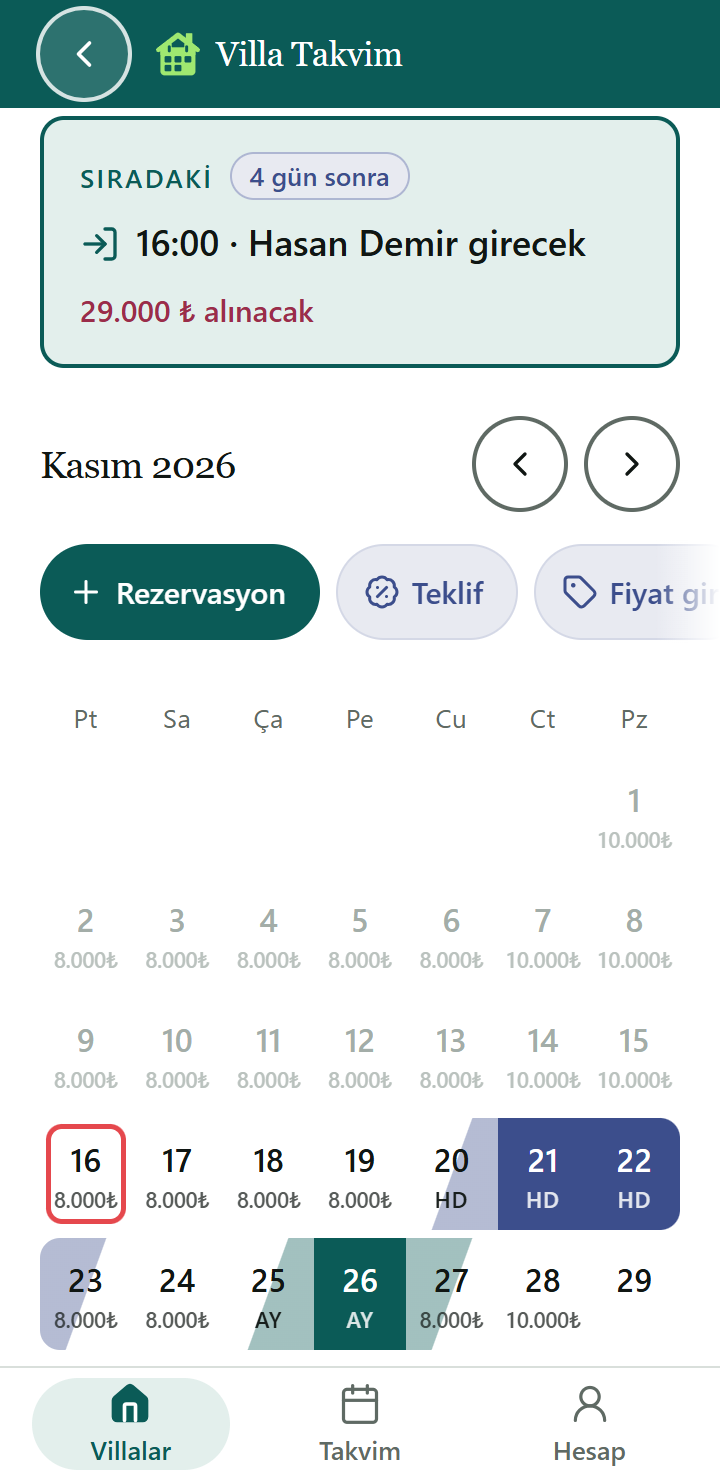 Villa Takvim
SIRADAKİ 4 gün sonra
16:00 · Hasan Demir girecek
29.000 ₺ alınacak
Kasım 2026
Rezervasyon Teklif Fiyat gir
Pt Sa Ça Pe Cu Ct Pz
1
10.000₺
2 3 4 5 6 7 8
8.000₺ 8.000₺ 8.000₺ 8.000₺ 8.000₺ 10.000₺ 10.000₺
9 10 11 12 13 14 15
8.000₺ 8.000₺ 8.000₺ 8.000₺ 8.000₺ 10.000₺ 10.000₺
16 17 18 19 20 21 22
8.000₺ 8.000₺ 8.000₺ 8.000₺ HD HD HD
23 24 25 26 27 28 29
8.000₺ 8.000₺ AY AY 8.000₺ 10.000₺
Villalar Takvim Hesap